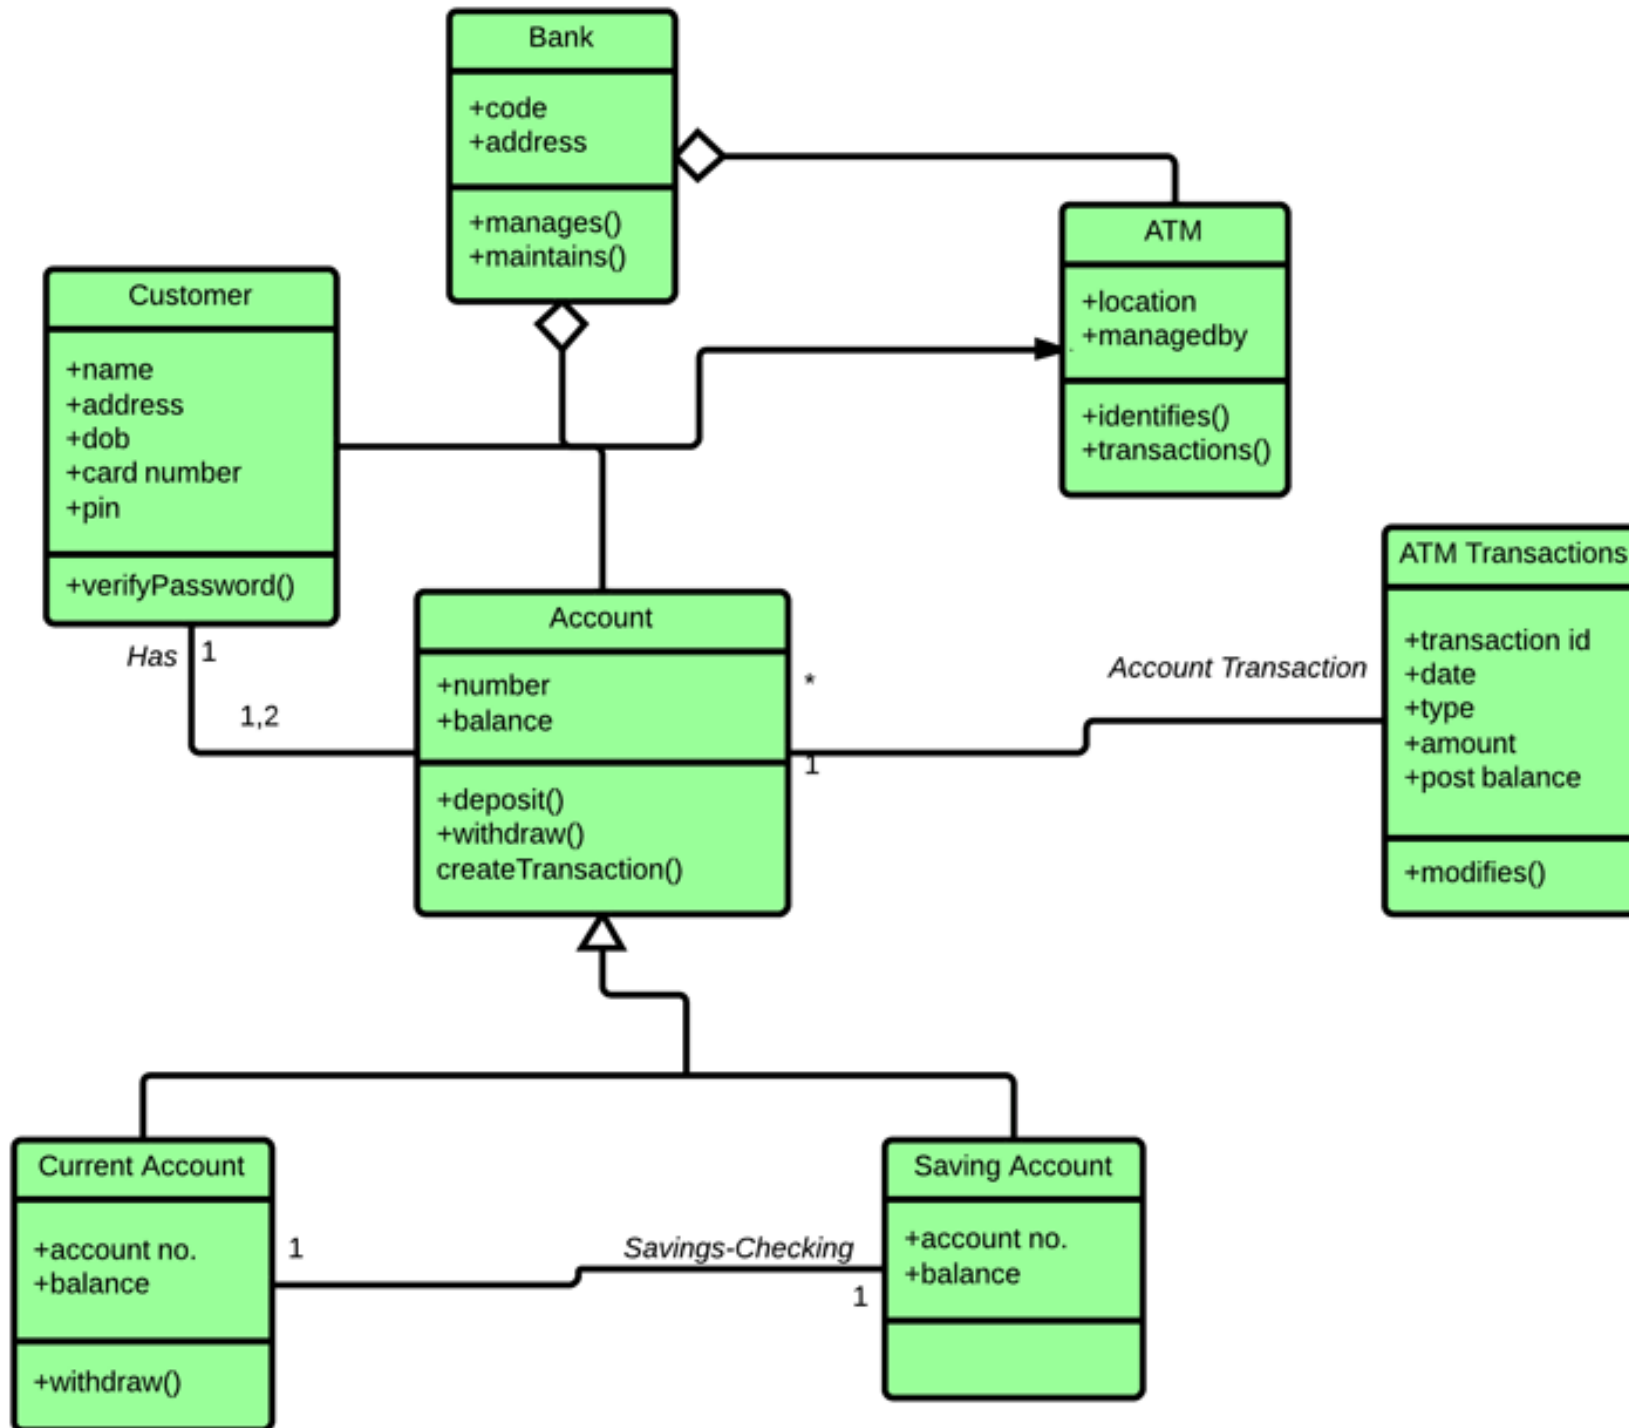 Bank
+code
+address
+manages()
+maintains()
ATM
+location
+managedby
+identifies()
+transactions()
Customer
+name
+address
+dob
+card number
+pin
+verifyPassword()
Has
1
1,2
Account
+number
+balance
+deposit()
+withdraw()
createTransaction()
*
1
Account Transaction
ATM Transactions
+transaction id
+date
+type
+amount
+post balance
+modifies()
Current Account
+account no.
+balance
+withdraw()
1
Savings-Checking
1
Saving Account
+account no.
+balance